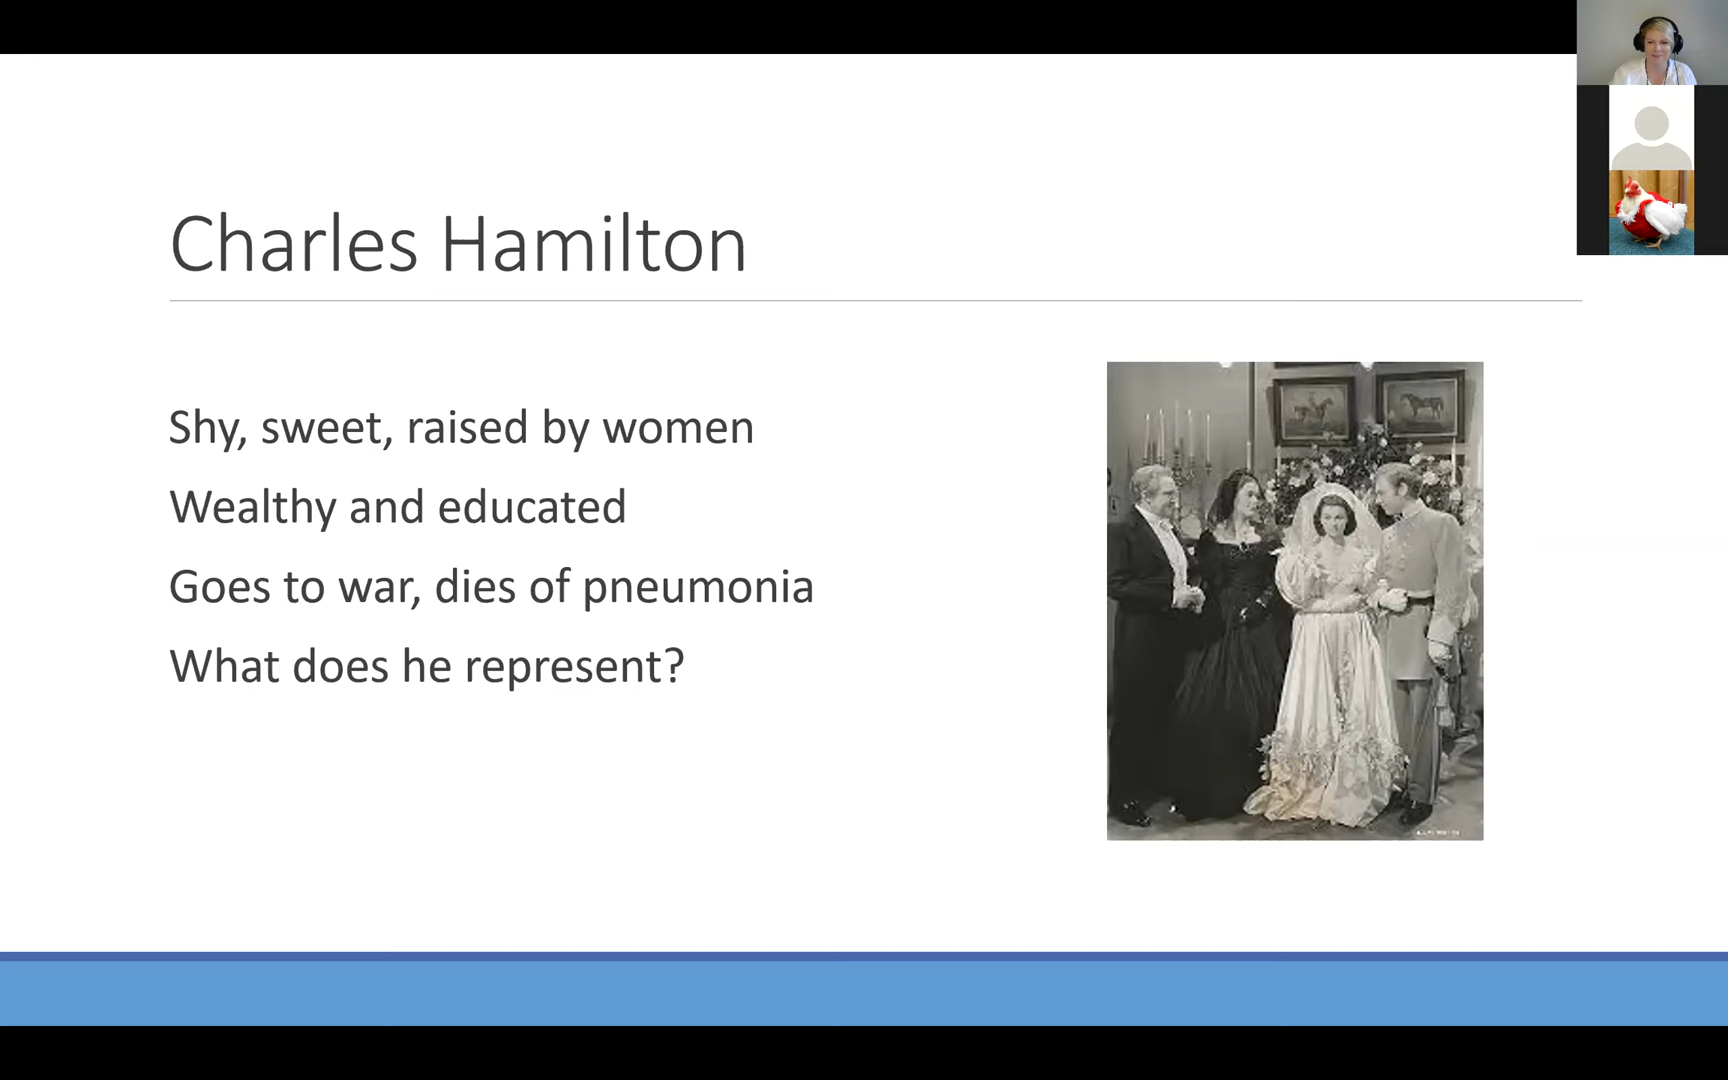 Charles Hamilton
Shy, sweet, raised by women
Wealthy and educated
Goes to war, dies of pneumonia
What does he represent?